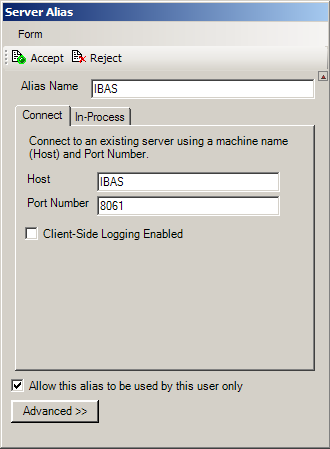 Server Alias
Form
Accept Reject
Alias Name IBAS
Connect In-Process
Connect to an existing server using a machine name
(Host) and Port Number.
Host IBAS
Port Number 8061
Client-Side Logging Enabled
Allow this alias to be used by this user only
Advanced >>